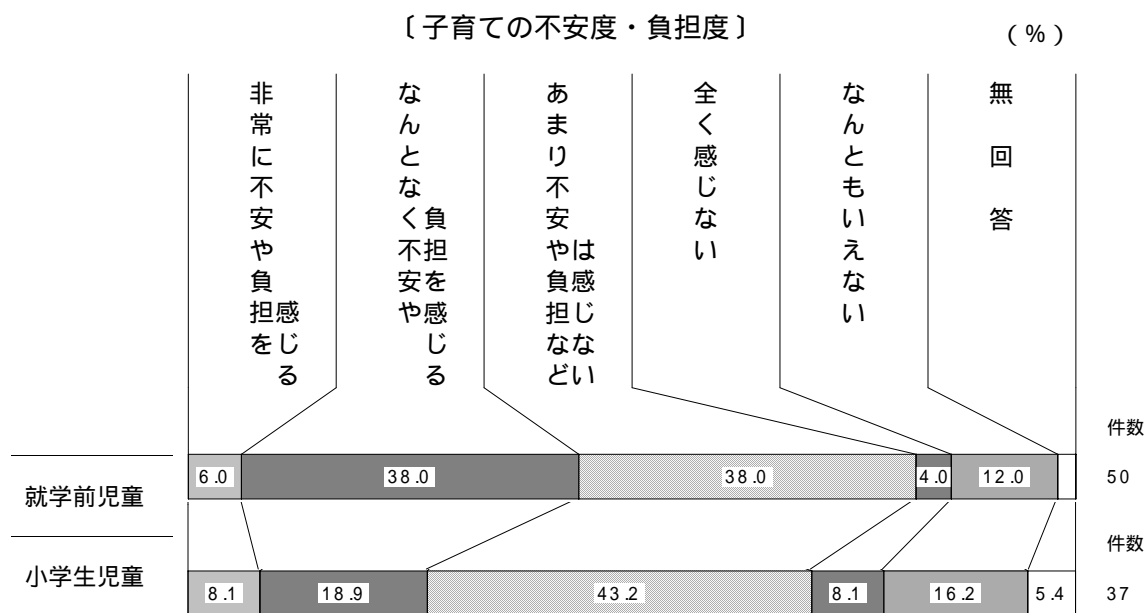 〔子育ての不安度・負担度〕
(%)
非常に不安や負担を
感じる
なんとなく不安や
負担を感じる
あまり不安や負担など
は感じない
全く感じない
なんともいえない
無回答
件数
就学前児童
6.0
38.0
38.0
4.0
12.0
50
件数
小学生児童
8.1
18.9
43.2
8.1
16.2
5.4
37